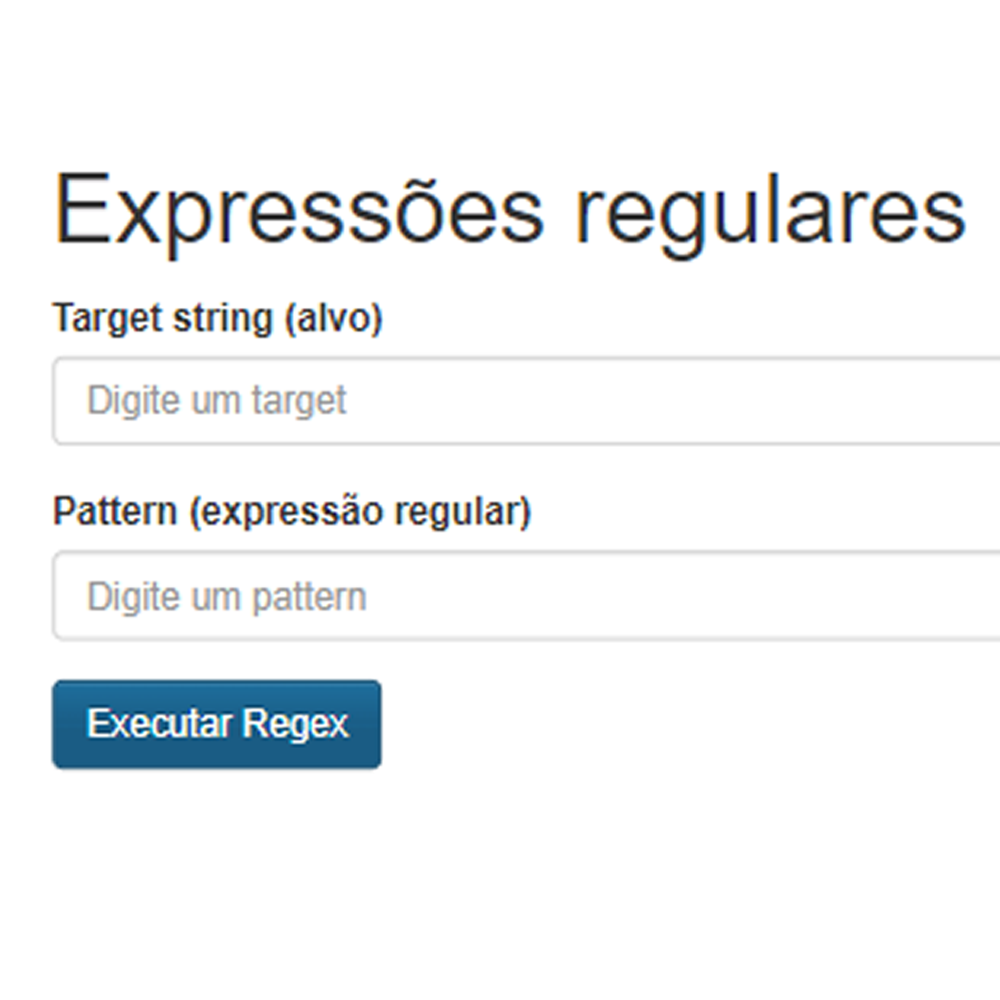 Expressões regulares
Target string (alvo)
Digite um target
Pattern (expressão regular)
Digite um pattern
Executar Regex